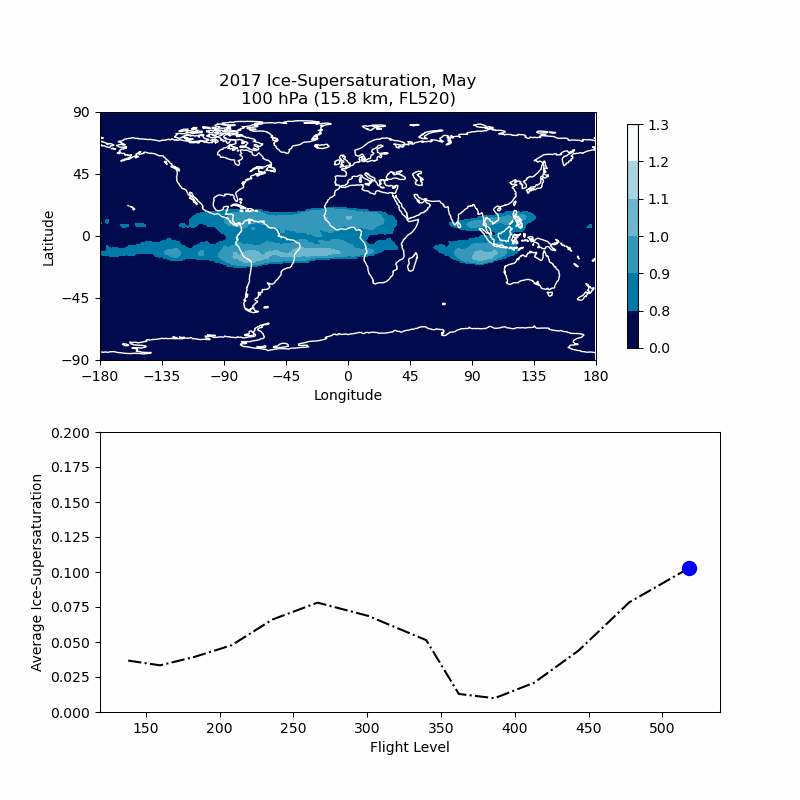 2017 Ice-Supersaturation, May
100 hPa (15.8 km, FL520)
90
45
0
−45
−90
Latitude
−180 −135 −90 −45 0 45 90 135 180
Longitude
1.3
1.2
1.1
1.0
0.9
0.8
0.0
0.200
0.175
0.150
0.125
0.100
0.075
0.050
0.025
0.000
Average Ice-Supersaturation
150 200 250 300 350 400 450 500
Flight Level